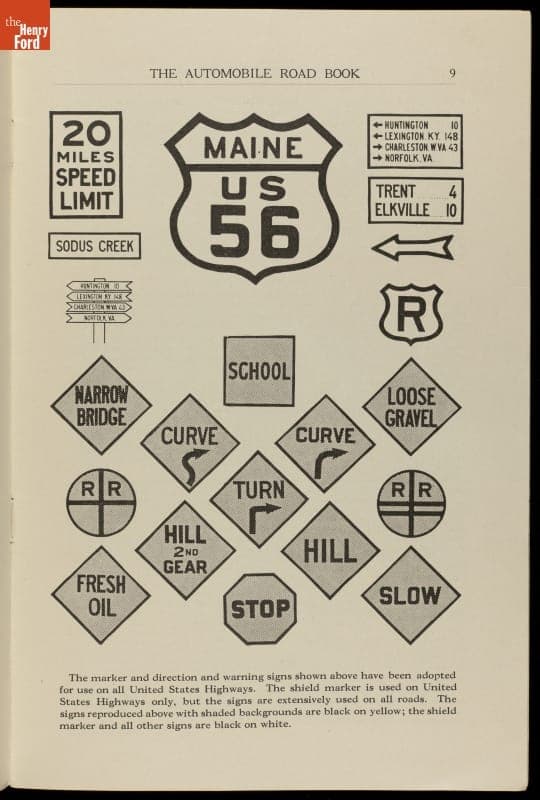 the
Henry
Ford
THE AUTOMOBILE ROAD BOOK 9
20
MILES
SPEED
LIMIT
MAINE
US
56
← HUNTINGTON 10
← LEXINGTON. KY. 148
→ CHARLESTON. W.VA 43
→ NORFOLK. VA.
TRENT 4
ELKVILLE 10
SODUS CREEK
HUNTINGTON 10
LEXINGTON KY. 148
CHARLESTON W.VA. 43
NORFOLK. VA.
R
SCHOOL
NARROW
BRIDGE
LOOSE
GRAVEL
CURVE
CURVE
TURN
R R
R R
HILL
2ND
GEAR
HILL
FRESH
OIL
STOP
SLOW
The marker and direction and warning signs shown above have been adopted
for use on all United States Highways. The shield marker is used on United
States Highways only, but the signs are extensively used on all roads. The
signs reproduced above with shaded backgrounds are black on yellow; the shield
marker and all other signs are black on white.